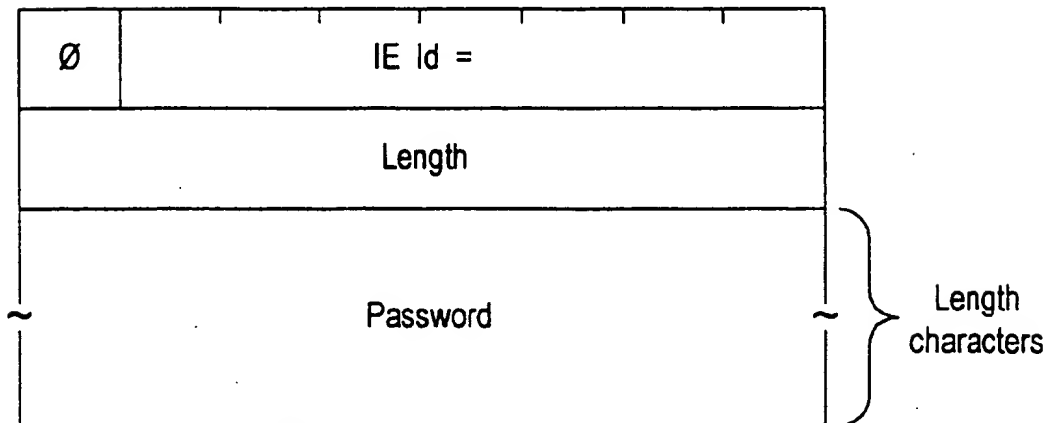 Ø IE Id =
Length
Password
Length
characters
~ ~